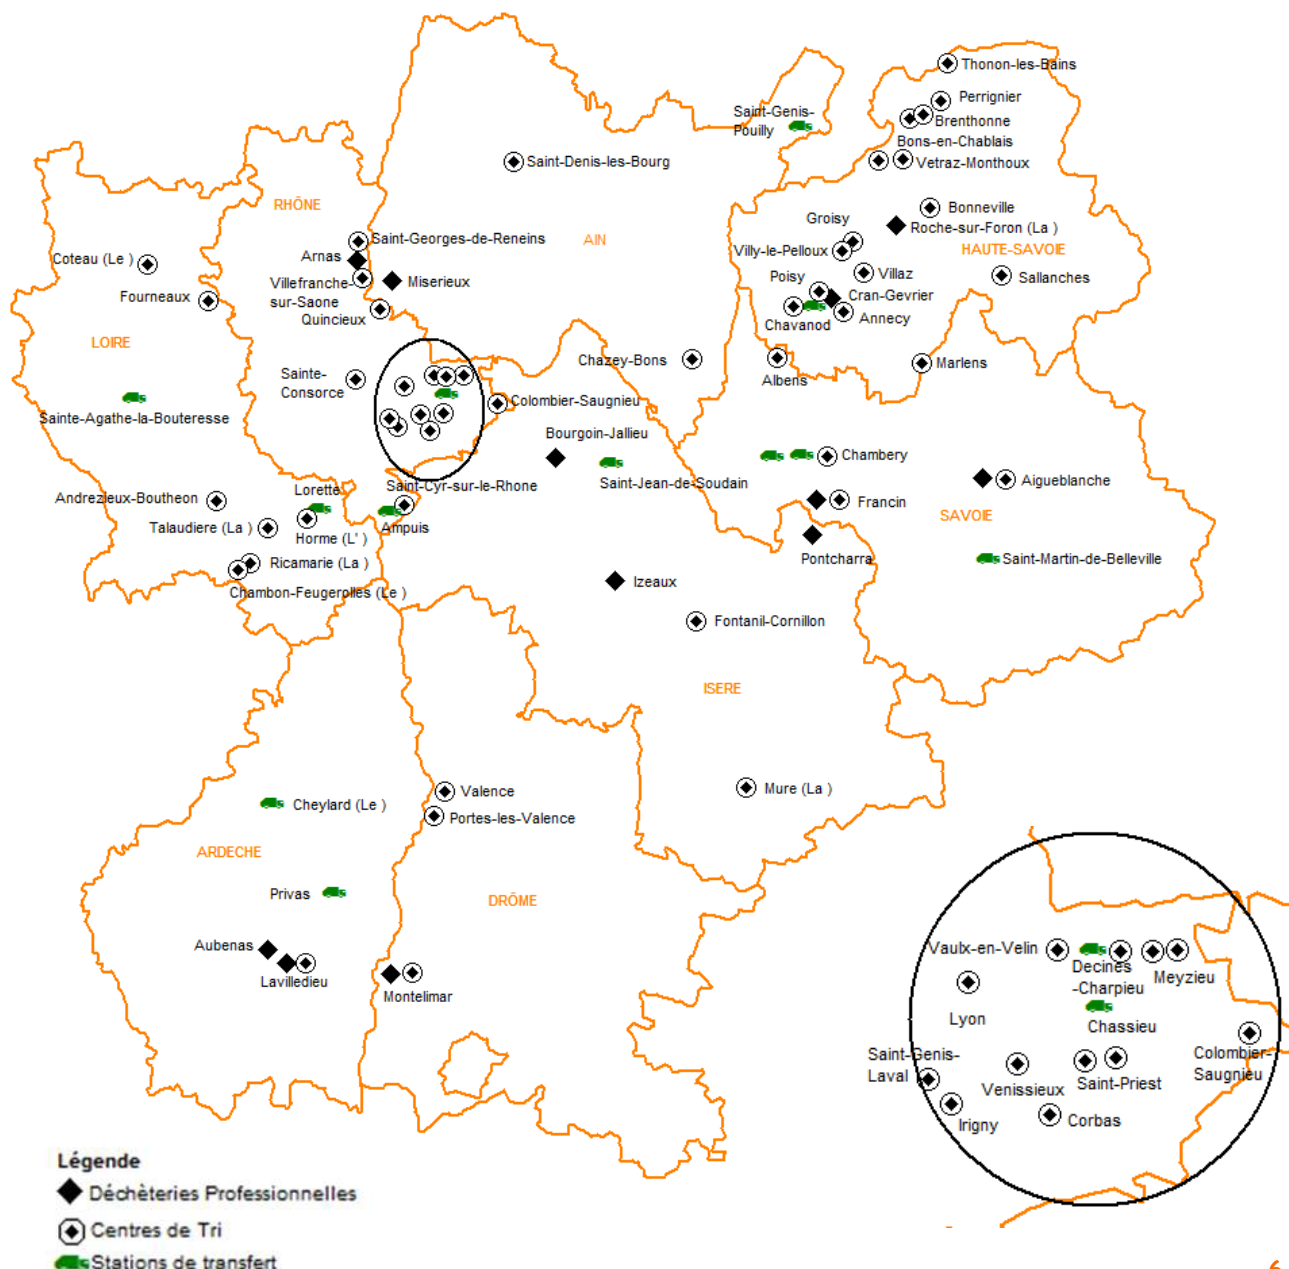 Thonon-les-Bains
Perrignier
Brenthonne
Bons-en-Chablais
Vetraz-Monthoux
Saint-Genis-
Pouilly
Saint-Denis-les-Bourg
RHÔNE
AIN
Saint-Georges-de-Reneins
Arnas
Villefranche-
sur-Saone
Quincieux
Miserieux
Groisy
Villy-le-Pelloux
Bonneville
Roche-sur-Foron (La )
HAUTE-SAVOIE
Villaz
Sallanches
Poisy
Cran-Gevrier
Chavanod
Annecy
Coteau (Le )
Fourneaux
LOIRE
Sainte-
Consorce
Chazey-Bons
Albens
Marlens
Sainte-Agathe-la-Bouteresse
Colombier-Saugnieu
Bourgoin-Jallieu
Saint-Jean-de-Soudain
Chambery
Aigueblanche
Saint-Cyr-sur-le-Rhone
Andrezieux-Boutheon
Lorette
Francin
SAVOIE
Talaudiere (La )
Horme (L' )
Ampuis
Pontcharra
Saint-Martin-de-Belleville
Ricamarie (La )
Chambon-Feugerolles (Le )
Izeaux
Fontanil-Cornillon
ISERE
Mure (La )
Cheylard (Le )
Valence
Portes-les-Valence
ARDECHE
Privas
DRÔME
Aubenas
Lavilledieu
Montelimar
Vaulx-en-Velin
Decines
-Charpieu
Meyzieu
Lyon
Chassieu
Saint-Genis-
Laval
Venissieux
Saint-Priest
Colombier-
Saugnieu
Irigny
Corbas
Légende
Déchèteries Professionnelles
Centres de Tri
Stations de transfert
6